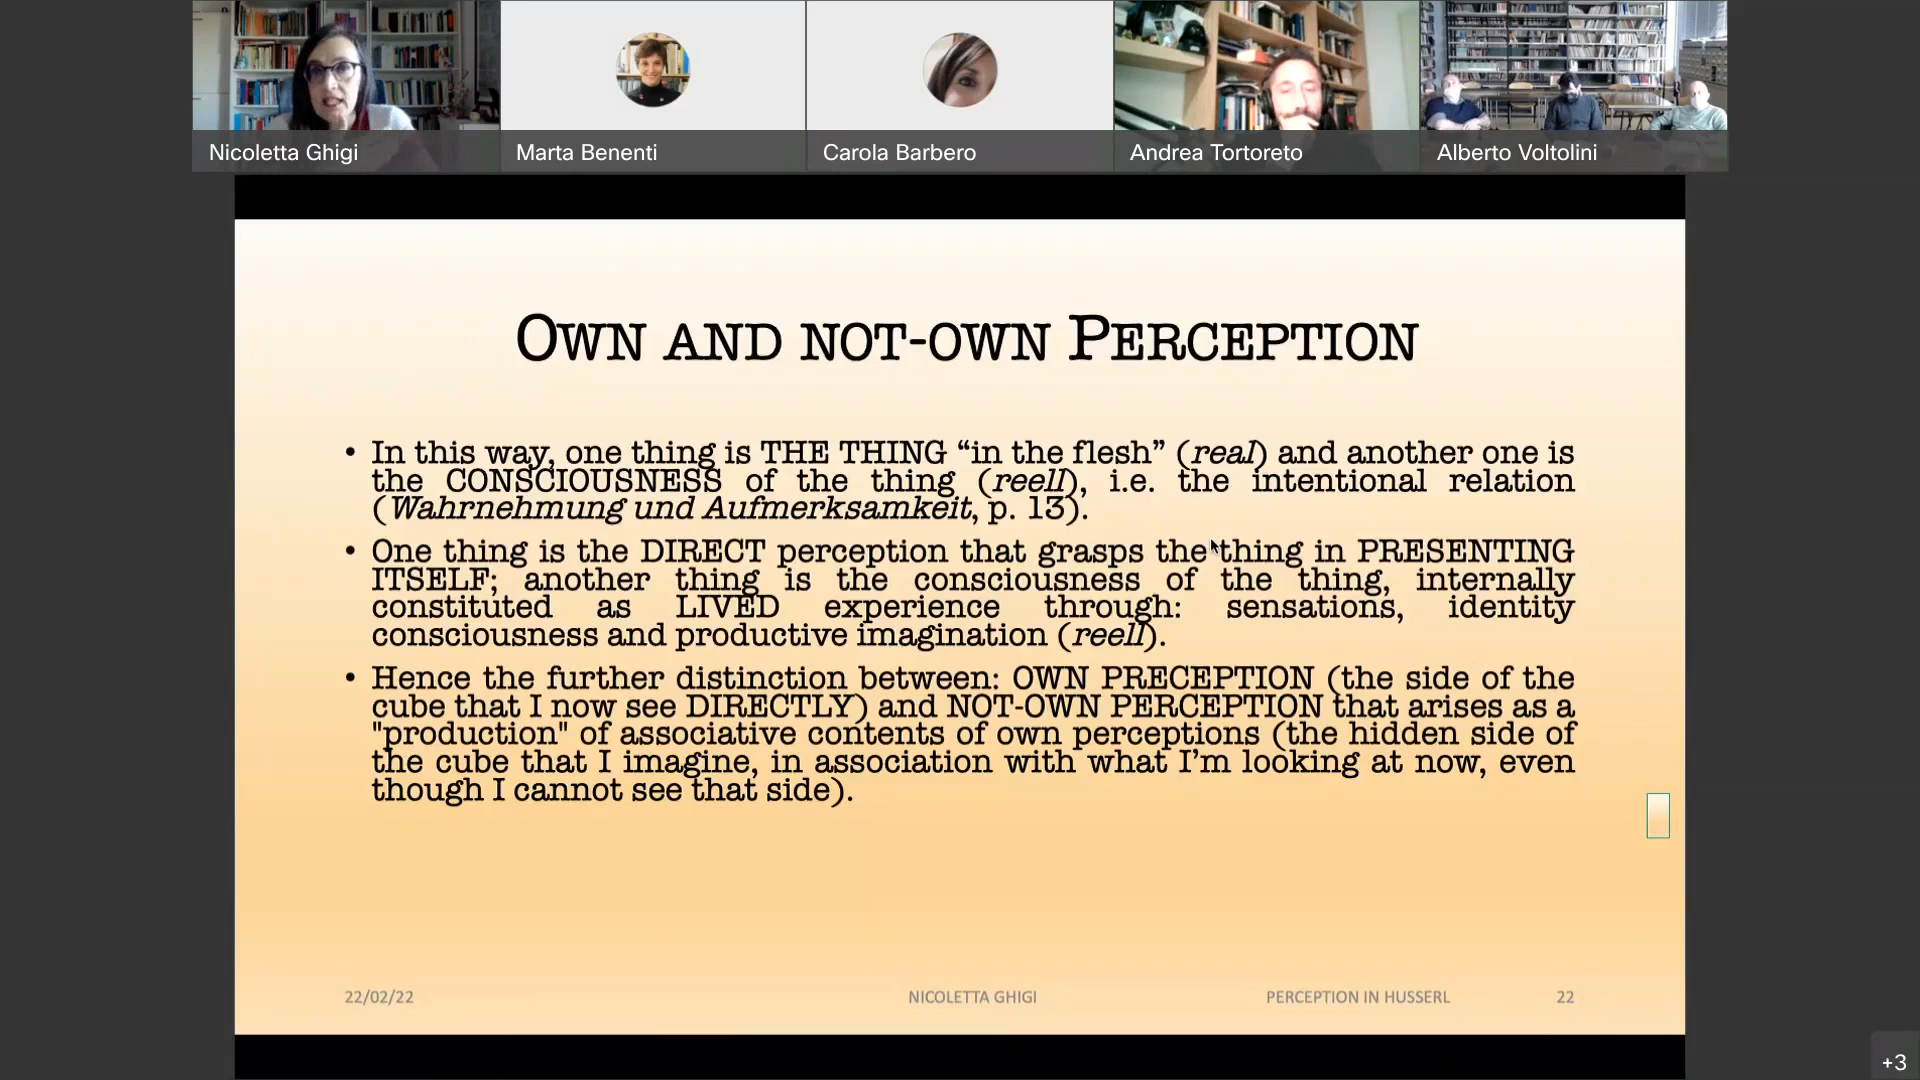 Nicoletta Ghigi
Marta Benenti
Carola Barbero
Andrea Tortoreto
Alberto Voltolini
OWN AND NOT-OWN PERCEPTION
• In this way, one thing is THE THING “in the flesh” (real) and another one is
the CONSCIOUSNESS of the thing (reell), i.e. the intentional relation
(Wahrnehmung und Aufmerksamkeit, p. 13).
• One thing is the DIRECT perception that grasps the thing in PRESENTING
ITSELF; another thing is the consciousness of the thing, internally
constituted as LIVED experience through: sensations, identity
consciousness and productive imagination (reell).
• Hence the further distinction between: OWN PRECEPTION (the side of the
cube that I now see DIRECTLY) and NOT-OWN PERCEPTION that arises as a
"production" of associative contents of own perceptions (the hidden side of
the cube that I imagine, in association with what I’m looking at now, even
though I cannot see that side).
22/02/22
NICOLETTA GHIGI
PERCEPTION IN HUSSERL
22
+3